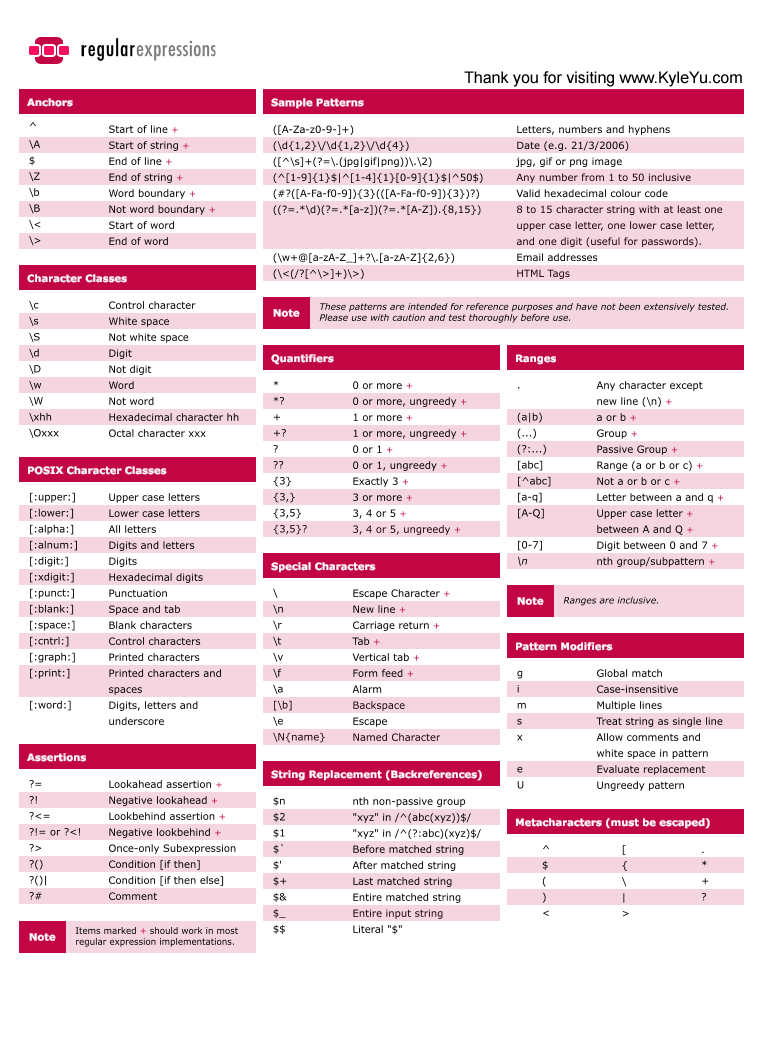 regularexpressions
Thank you for visiting www.KyleYu.com
Anchors
^ Start of line +
\A Start of string +
$ End of line +
\Z End of string +
\b Word boundary +
\B Not word boundary +
\< Start of word
\> End of word
Character Classes
\c Control character
\s White space
\S Not white space
\d Digit
\D Not digit
\w Word
\W Not word
\xhh Hexadecimal character hh
\Oxxx Octal character xxx
POSIX Character Classes
[:upper:] Upper case letters
[:lower:] Lower case letters
[:alpha:] All letters
[:alnum:] Digits and letters
[:digit:] Digits
[:xdigit:] Hexadecimal digits
[:punct:] Punctuation
[:blank:] Space and tab
[:space:] Blank characters
[:cntrl:] Control characters
[:graph:] Printed characters
[:print:] Printed characters and
spaces
[:word:] Digits, letters and
underscore
Assertions
?= Lookahead assertion +
?! Negative lookahead +
?<= Lookbehind assertion +
?!= or ?<! Negative lookbehind +
?> Once-only Subexpression
?() Condition [if then]
?()| Condition [if then else]
?# Comment
Note
Items marked + should work in most
regular expression implementations.
Sample Patterns
([A-Za-z0-9-]+) Letters, numbers and hyphens
(\d{1,2}\/\d{1,2}\/\d{4}) Date (e.g. 21/3/2006)
([^\s]+(?=\.(jpg|gif|png))\.\2) jpg, gif or png image
(^[1-9]{1}$|^[1-4]{1}[0-9]{1}$|^50$) Any number from 1 to 50 inclusive
(#?([A-Fa-f0-9]){3}(([A-Fa-f0-9]){3})?) Valid hexadecimal colour code
((?=.*\d)(?=.*[a-z])(?=.*[A-Z]).{8,15}) 8 to 15 character string with at least one
upper case letter, one lower case letter,
and one digit (useful for passwords).
(\w+@[a-zA-Z_]+?\.[a-zA-Z]{2,6}) Email addresses
(\<(/?[^\>]+)\>) HTML Tags
Note
These patterns are intended for reference purposes and have not been extensively tested.
Please use with caution and test thoroughly before use.
Quantifiers
* 0 or more +
*? 0 or more, ungreedy +
+ 1 or more +
+? 1 or more, ungreedy +
? 0 or 1 +
?? 0 or 1, ungreedy +
{3} Exactly 3 +
{3,} 3 or more +
{3,5} 3, 4 or 5 +
{3,5}? 3, 4 or 5, ungreedy +
Special Characters
\ Escape Character +
\n New line +
\r Carriage return +
\t Tab +
\v Vertical tab +
\f Form feed +
\a Alarm
[\b] Backspace
\e Escape
\N{name} Named Character
String Replacement (Backreferences)
$n nth non-passive group
$2 "xyz" in /^(abc(xyz))$/
$1 "xyz" in /^(?:abc)(xyz)$/
$` Before matched string
$' After matched string
$+ Last matched string
$& Entire matched string
$_ Entire input string
$$ Literal "$"
Ranges
. Any character except
new line (\n) +
(a|b) a or b +
(...) Group +
(?:...) Passive Group +
[abc] Range (a or b or c) +
[^abc] Not a or b or c +
[a-q] Letter between a and q +
[A-Q] Upper case letter +
between A and Q +
[0-7] Digit between 0 and 7 +
\n nth group/subpattern +
Note
Ranges are inclusive.
Pattern Modifiers
g Global match
i Case-insensitive
m Multiple lines
s Treat string as single line
x Allow comments and
white space in pattern
e Evaluate replacement
U Ungreedy pattern
Metacharacters (must be escaped)
^ [ .
$ { *
( \ +
) | ?
< >